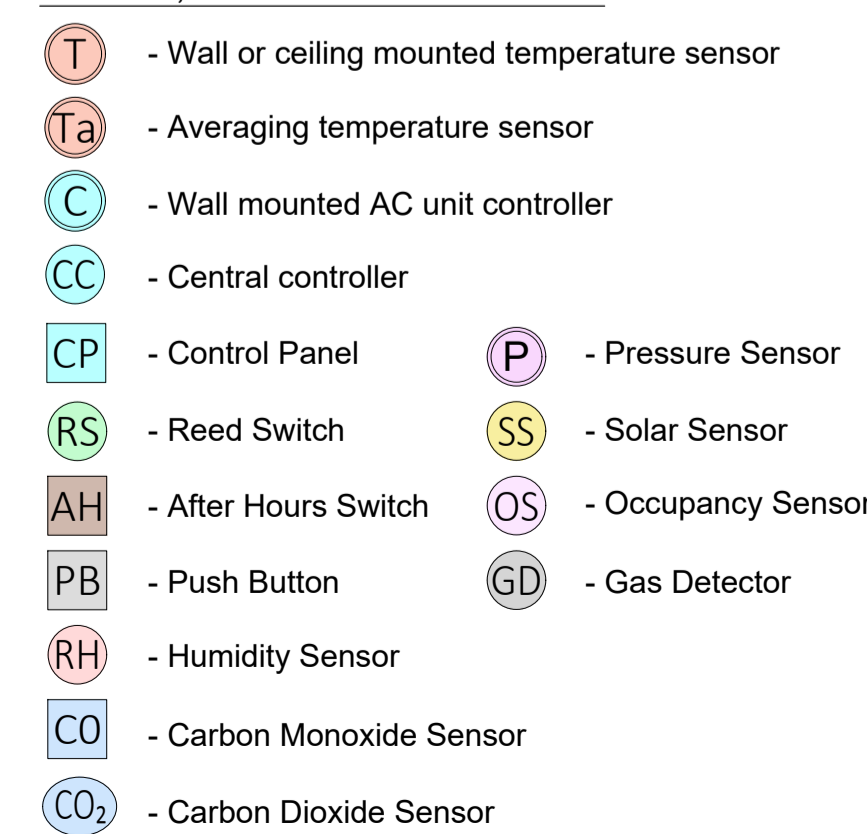 T - Wall or ceiling mounted temperature sensor
Ta - Averaging temperature sensor
C - Wall mounted AC unit controller
CC - Central controller
CP - Control Panel
P - Pressure Sensor
RS - Reed Switch
SS - Solar Sensor
AH - After Hours Switch
OS - Occupancy Sensor
PB - Push Button
GD - Gas Detector
RH - Humidity Sensor
CO - Carbon Monoxide Sensor
CO₂ - Carbon Dioxide Sensor